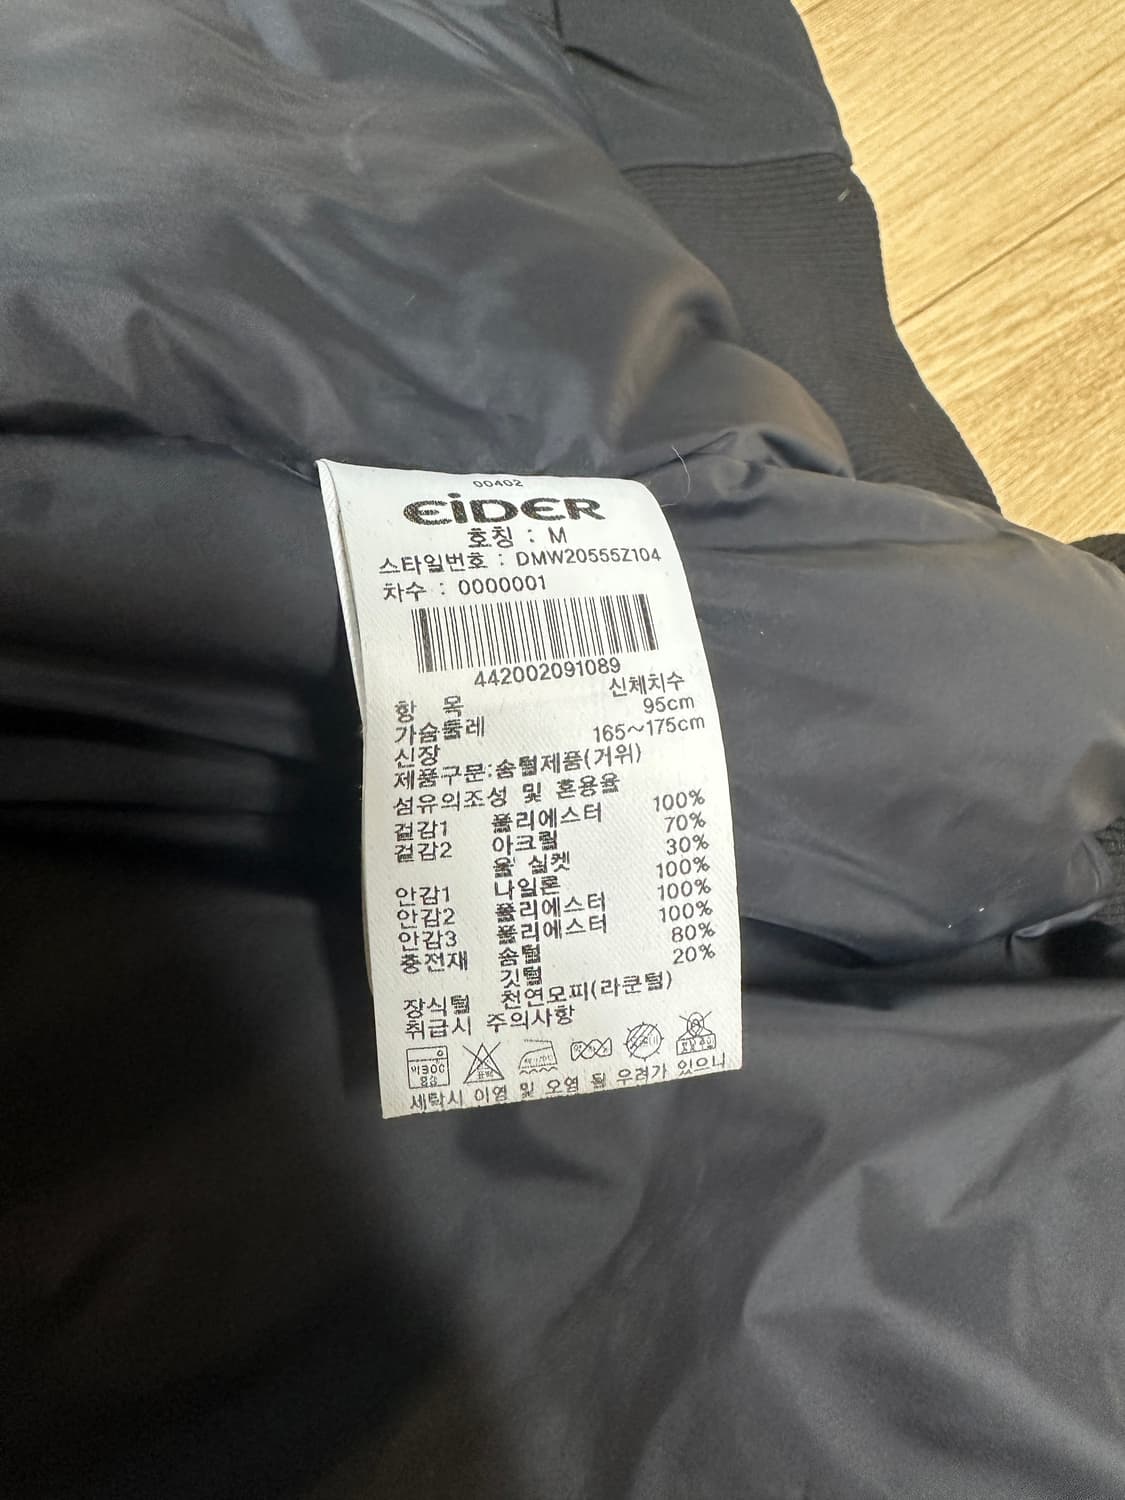 00402
EiDER
호칭 : M
스타일번호 : DMW20555Z104
차수 : 0000001
442002091089
항 목 신체치수
가슴둘레 95cm
신장 165~175cm
제품구분:솜털제품(거위)
섬유의조성 및 혼용율
겉감1 폴리에스터 100%
겉감2 아크릴 70%
울 실켓 30%
안감1 나일론 100%
안감2 폴리에스터 100%
안감3 폴리에스터 100%
충전재 솜털 80%
깃털 20%
장식털 천연모피(라쿤털)
취급시 주의사항
약30℃
중성
표백
세탁시 이염 및 오염 될 우려가 있으니